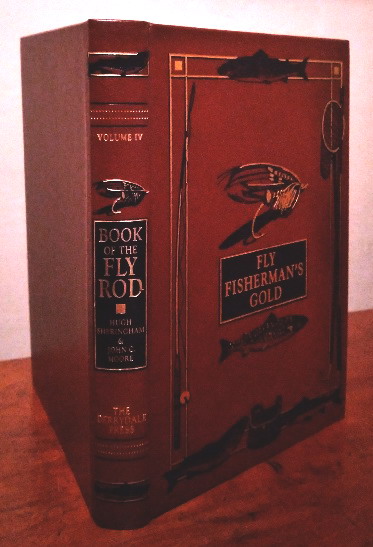 VOLUME IV
BOOK
OF THE
FLY
ROD
HUGH
SHERINGHAM
&
JOHN C.
MOORE
THE
DERRYDALE
PRESS
FLY
FISHERMAN'S
GOLD